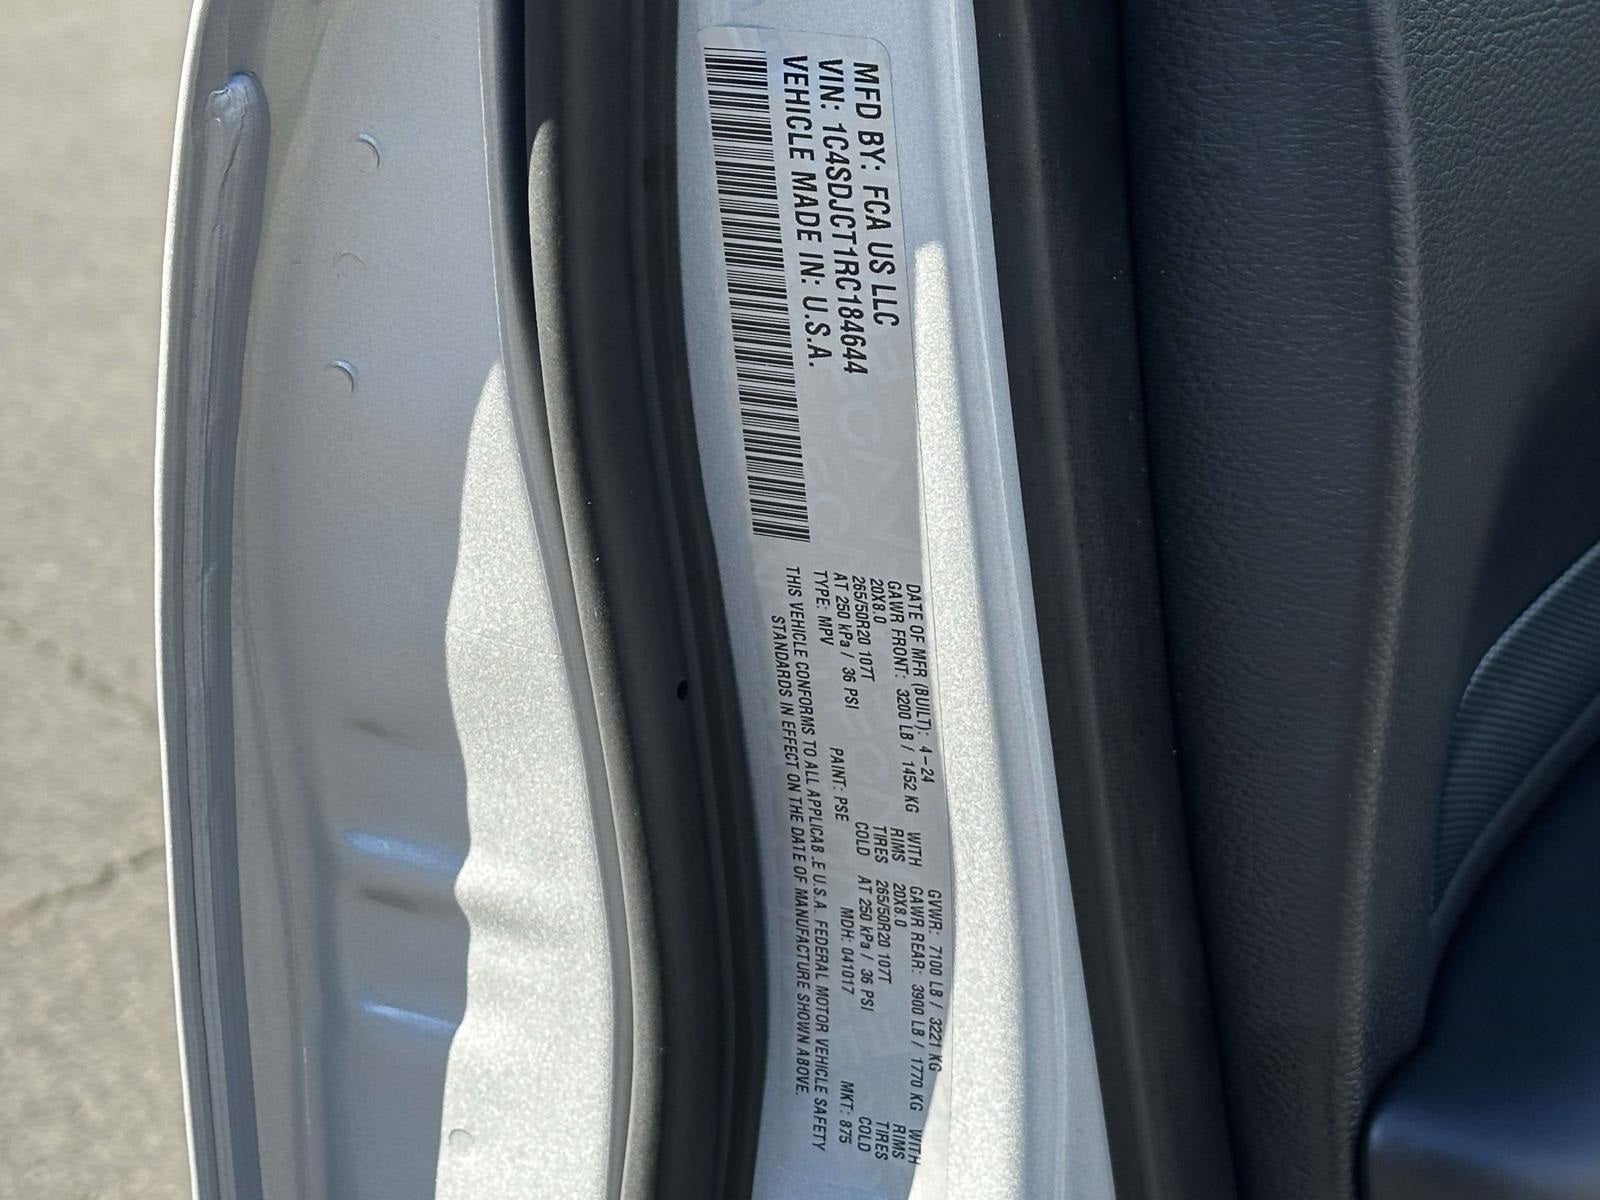 MFD BY: FCA US LLC
VIN: 1C4SDJCT1RC184644
VEHICLE MADE IN: U.S.A.
DATE OF MFR (BUILT): 4-24 GVWR: 7100 LB / 3221 KG
GAWR FRONT: 3200 LB / 1452 KG WITH GAWR REAR: 3900 LB / 1770 KG WITH
20X8.0 RIMS 20X8.0 RIMS
265/50R20 107T TIRES 265/50R20 107T TIRES
AT 250 kPa / 36 PSI COLD AT 250 kPa / 36 PSI COLD
TYPE: MPV PAINT: PSE MDH: 041017 MKT: 875
THIS VEHICLE CONFORMS TO ALL APPLICAB.E U.S.A. FEDERAL MOTOR VEHICLE SAFETY
STANDARDS IN EFFECT ON THE DATE OF MANUFACTURE SHOWN ABOVE.